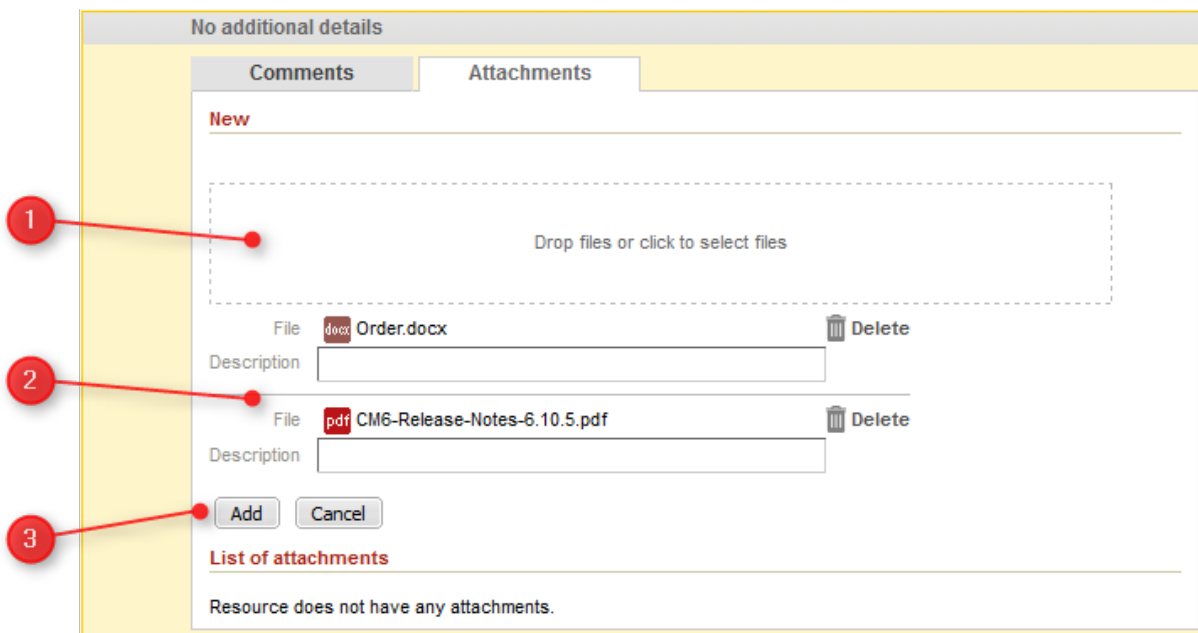 No additional details
Comments Attachments
New
1
Drop files or click to select files
File docx Order.docx Delete
Description
2
File pdf CM6-Release-Notes-6.10.5.pdf Delete
Description
3
Add Cancel
List of attachments
Resource does not have any attachments.